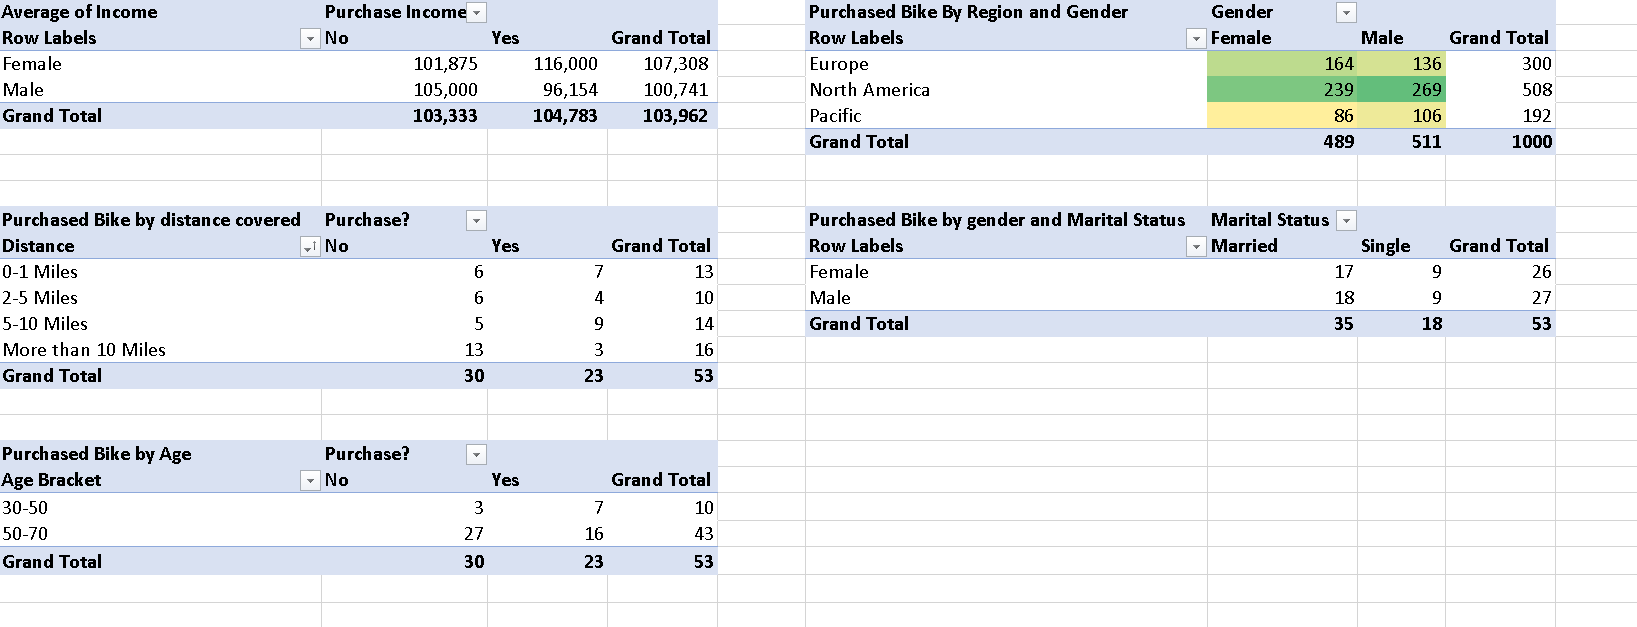 Average of Income Purchase Income
Row Labels No Yes Grand Total
Female 101,875 116,000 107,308
Male 105,000 96,154 100,741
Grand Total 103,333 104,783 103,962
Purchased Bike By Region and Gender Gender
Row Labels Female Male Grand Total
Europe 164 136 300
North America 239 269 508
Pacific 86 106 192
Grand Total 489 511 1000
Purchased Bike by distance covered Purchase?
Distance No Yes Grand Total
0-1 Miles 6 7 13
2-5 Miles 6 4 10
5-10 Miles 5 9 14
More than 10 Miles 13 3 16
Grand Total 30 23 53
Purchased Bike by gender and Marital Status Marital Status
Row Labels Married Single Grand Total
Female 17 9 26
Male 18 9 27
Grand Total 35 18 53
Purchased Bike by Age Purchase?
Age Bracket No Yes Grand Total
30-50 3 7 10
50-70 27 16 43
Grand Total 30 23 53